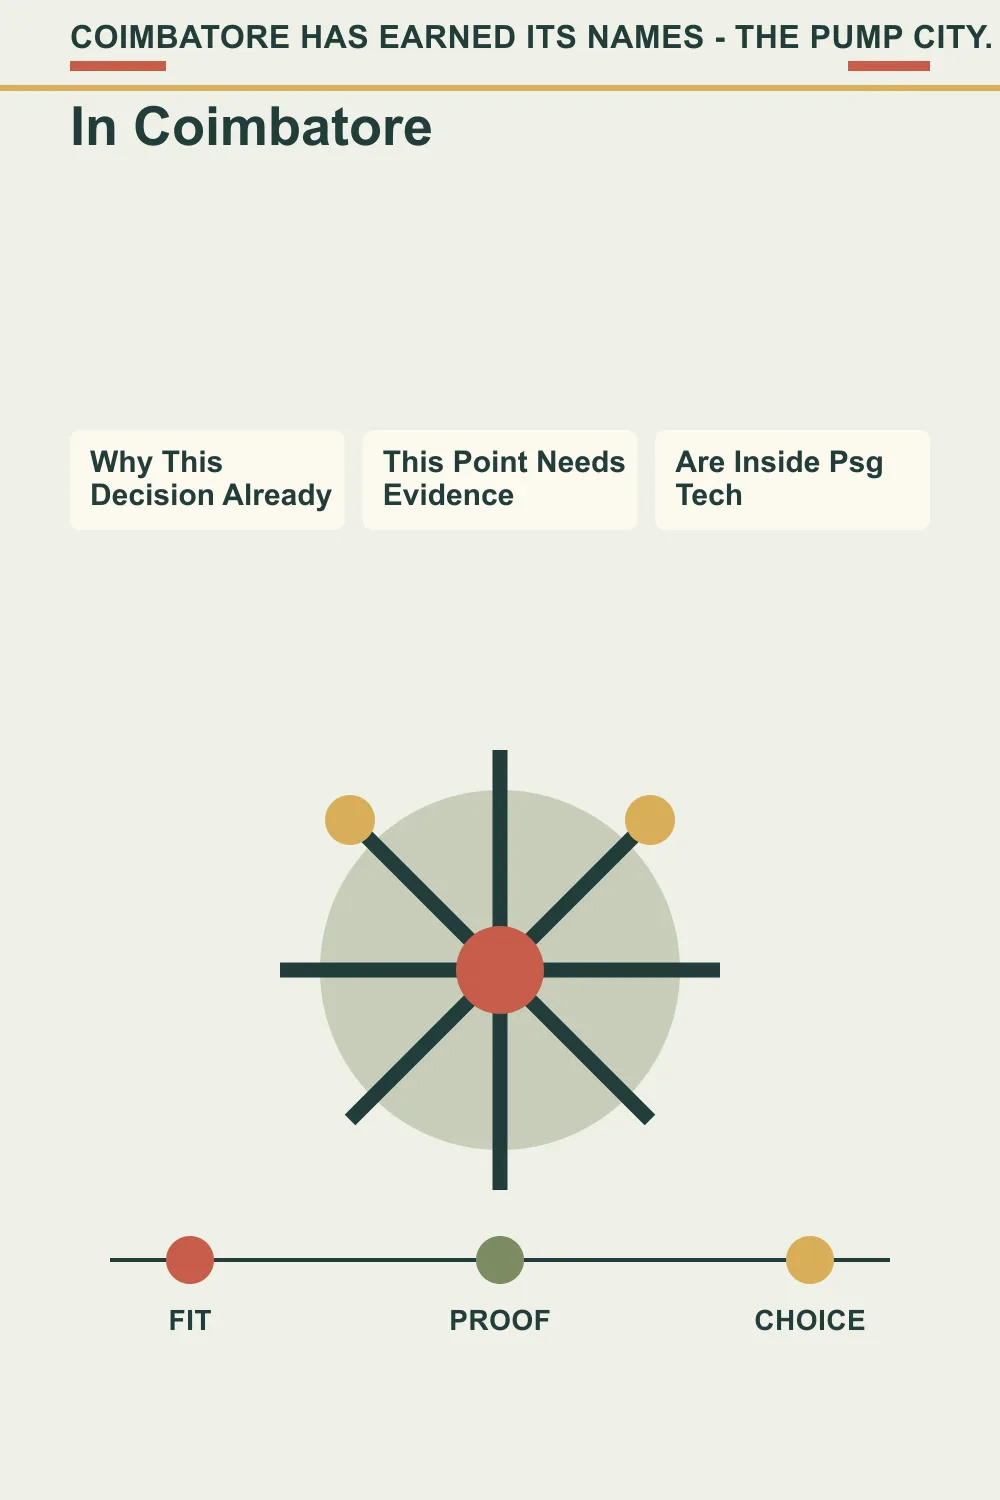 COIMBATORE HAS EARNED ITS NAMES - THE PUMP CITY.
In Coimbatore
Why This
Decision Already
This Point Needs
Evidence
Are Inside Psg
Tech
FIT
PROOF
CHOICE